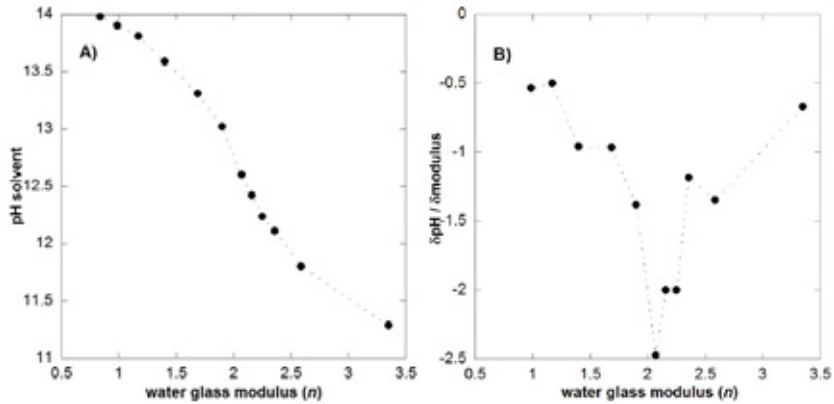 A)
pH solvent
14
13.5
13
12.5
12
11.5
11
0.5 1 1.5 2 2.5 3 3.5
water glass modulus (n)
B)
δpH / δmodulus
0
-0.5
-1
-1.5
-2
-2.5
0.5 1 1.5 2 2.5 3 3.5
water glass modulus (n)